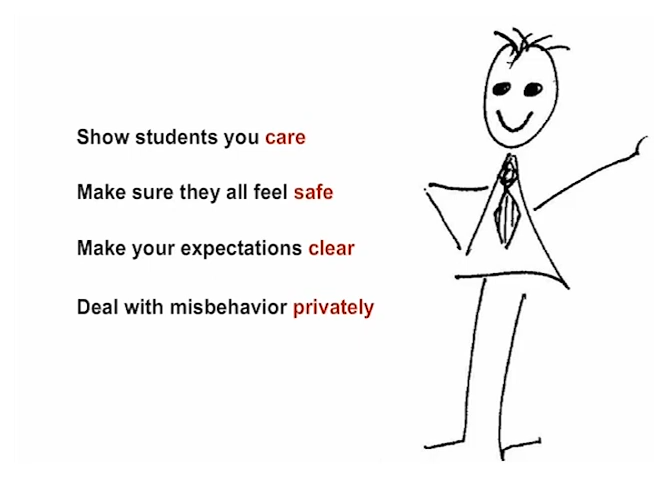 Show students you care
Make sure they all feel safe
Make your expectations clear
Deal with misbehavior privately